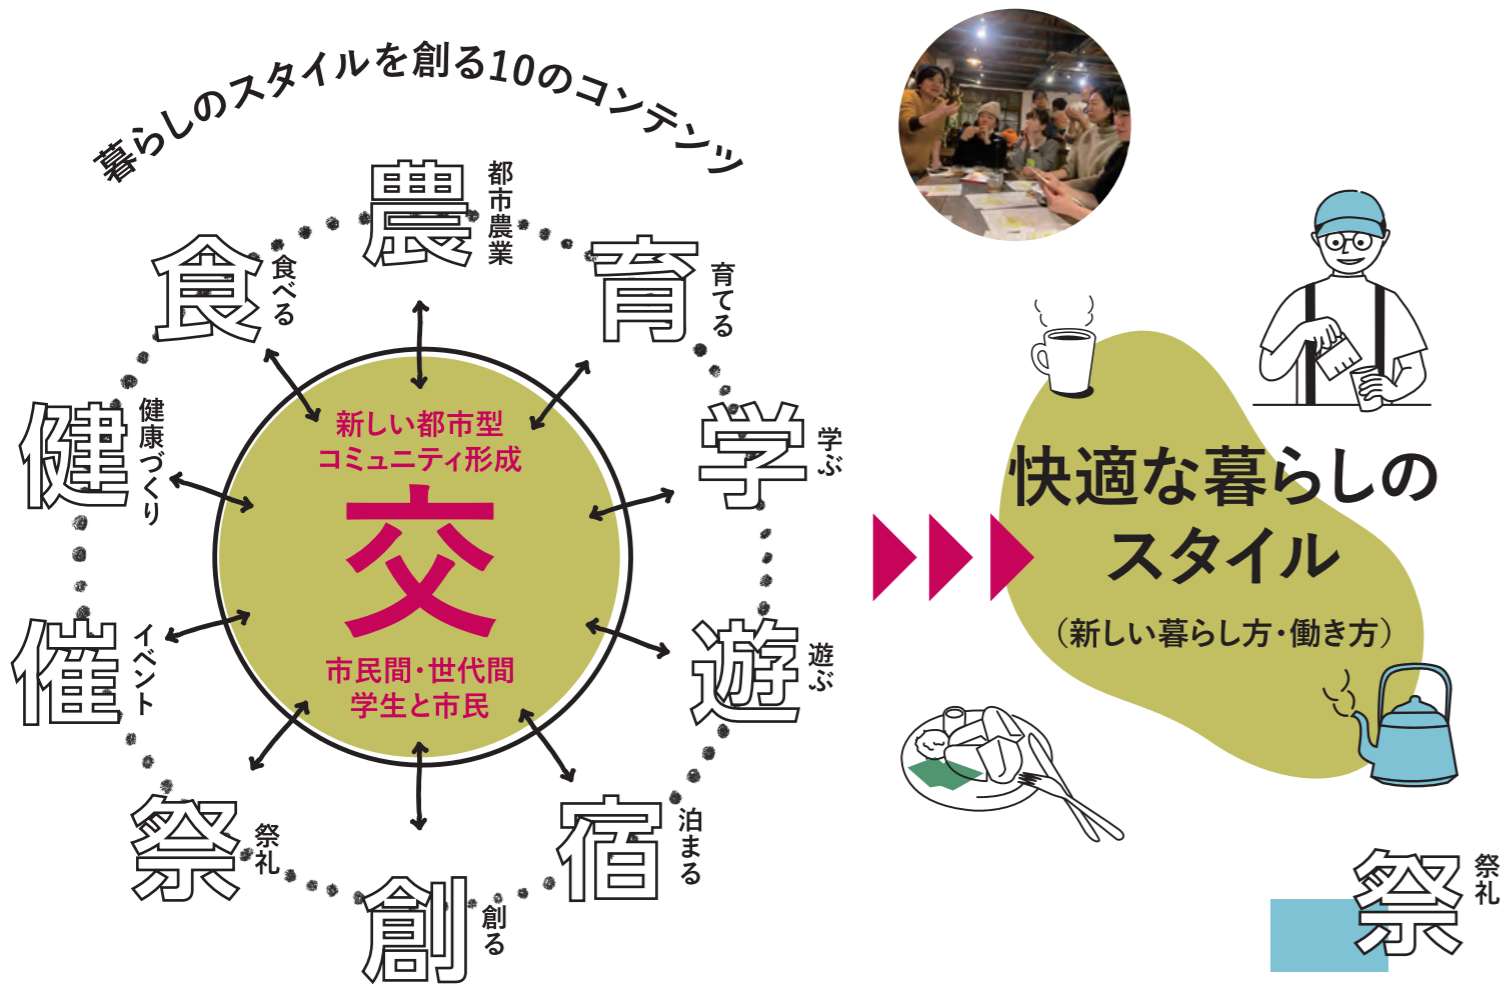 暮らしのスタイルを創る10のコンテンツ
農
都市農業
育
育てる
学
学ぶ
遊
遊ぶ
宿
泊まる
創
創る
祭
祭礼
催
イベント
健
健康づくり
食
食べる
新しい都市型
コミュニティ形成
交
市民間・世代間
学生と市民
快適な暮らしの
スタイル
（新しい暮らし方・働き方）
祭
祭礼